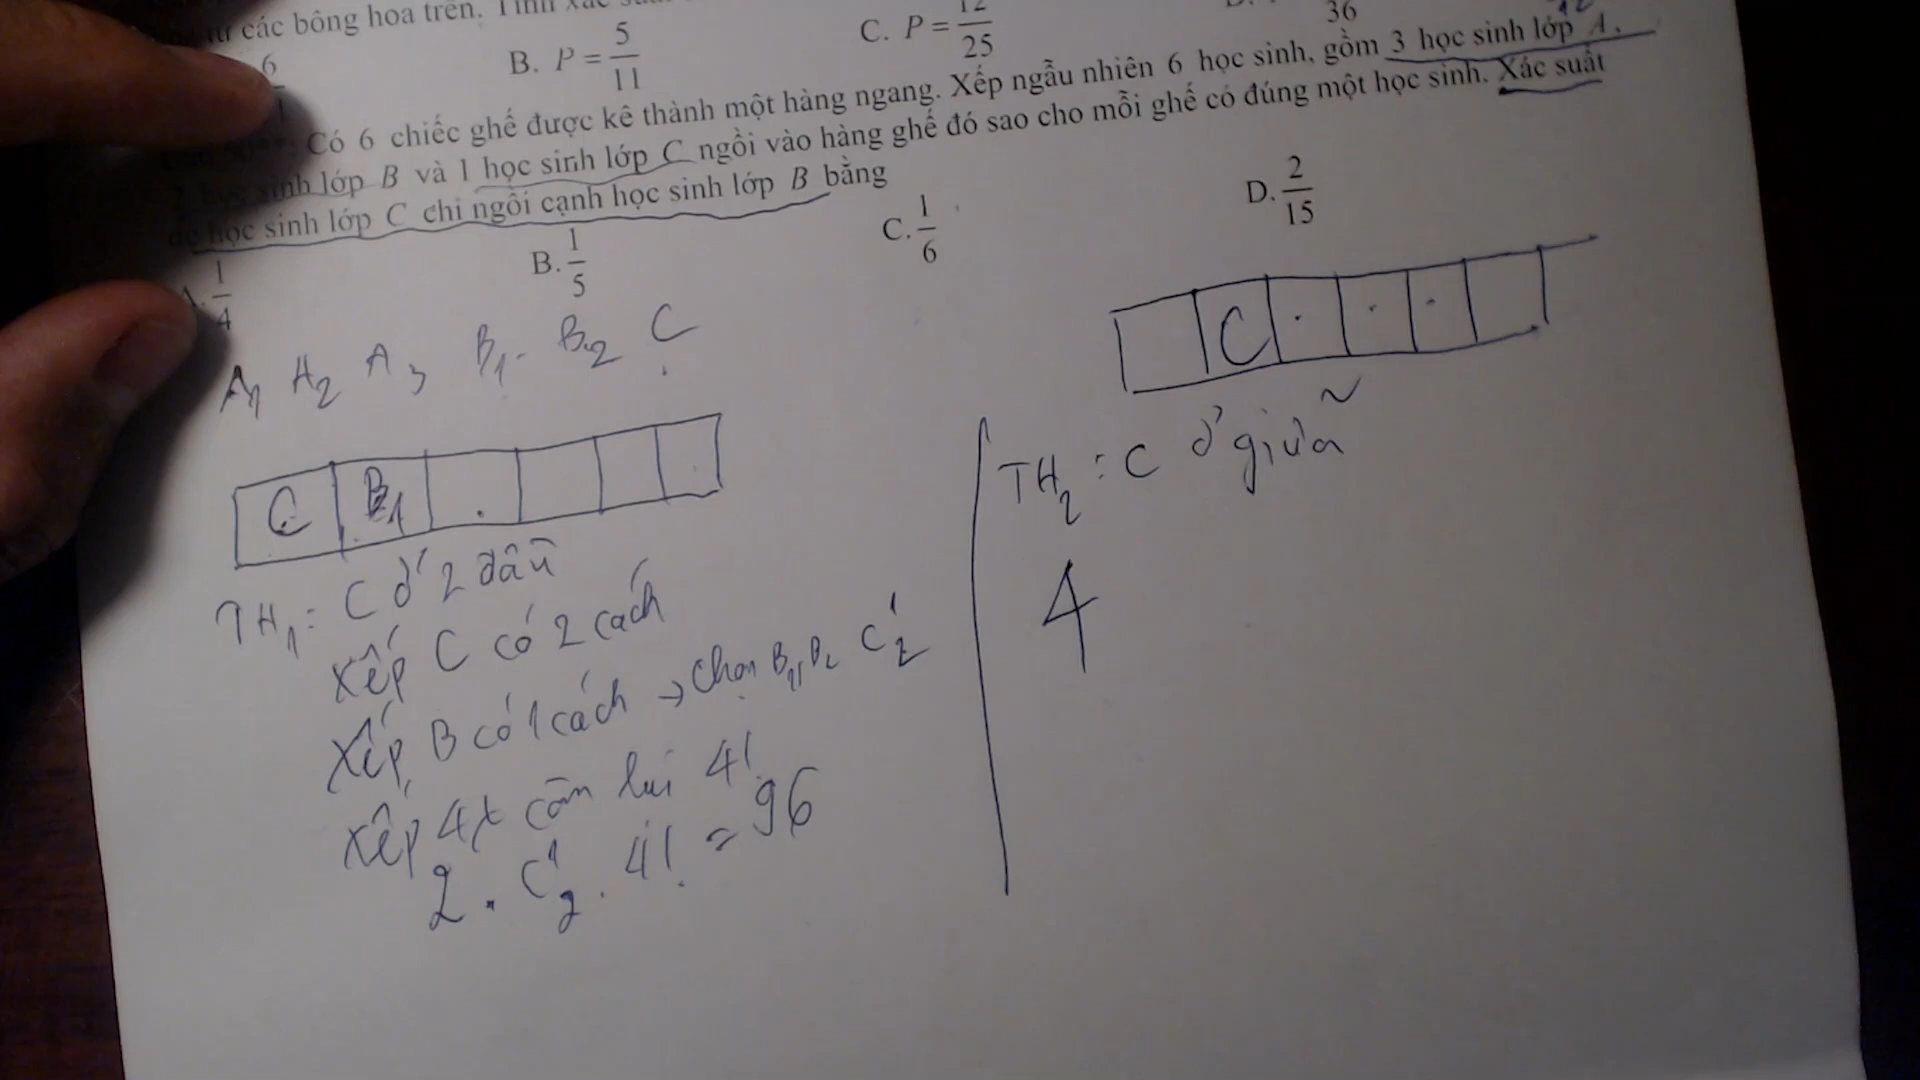 các bông hoa trên.
6
B. P = 5/11
C. P = 12/25
36
Có 6 chiếc ghế được kê thành một hàng ngang. Xếp ngẫu nhiên 6 học sinh, gồm 3 học sinh lớp A,
sinh lớp B và 1 học sinh lớp C ngồi vào hàng ghế đó sao cho mỗi ghế có đúng một học sinh. Xác suất
học sinh lớp C chỉ ngồi cạnh học sinh lớp B bằng
A. 1/4
B. 1/5
C. 1/6
D. 2/15
A1 A2 A3 B1 B2 C
C B1
TH1: C ở 2 đầu
Xếp C có 2 cách
Xếp B có 1 cách → chọn B1, B2 C¹₂
Xếp 4 còn lại 4!
2 . C¹₂ . 4! = 96
C
TH2: C ở giữa
4